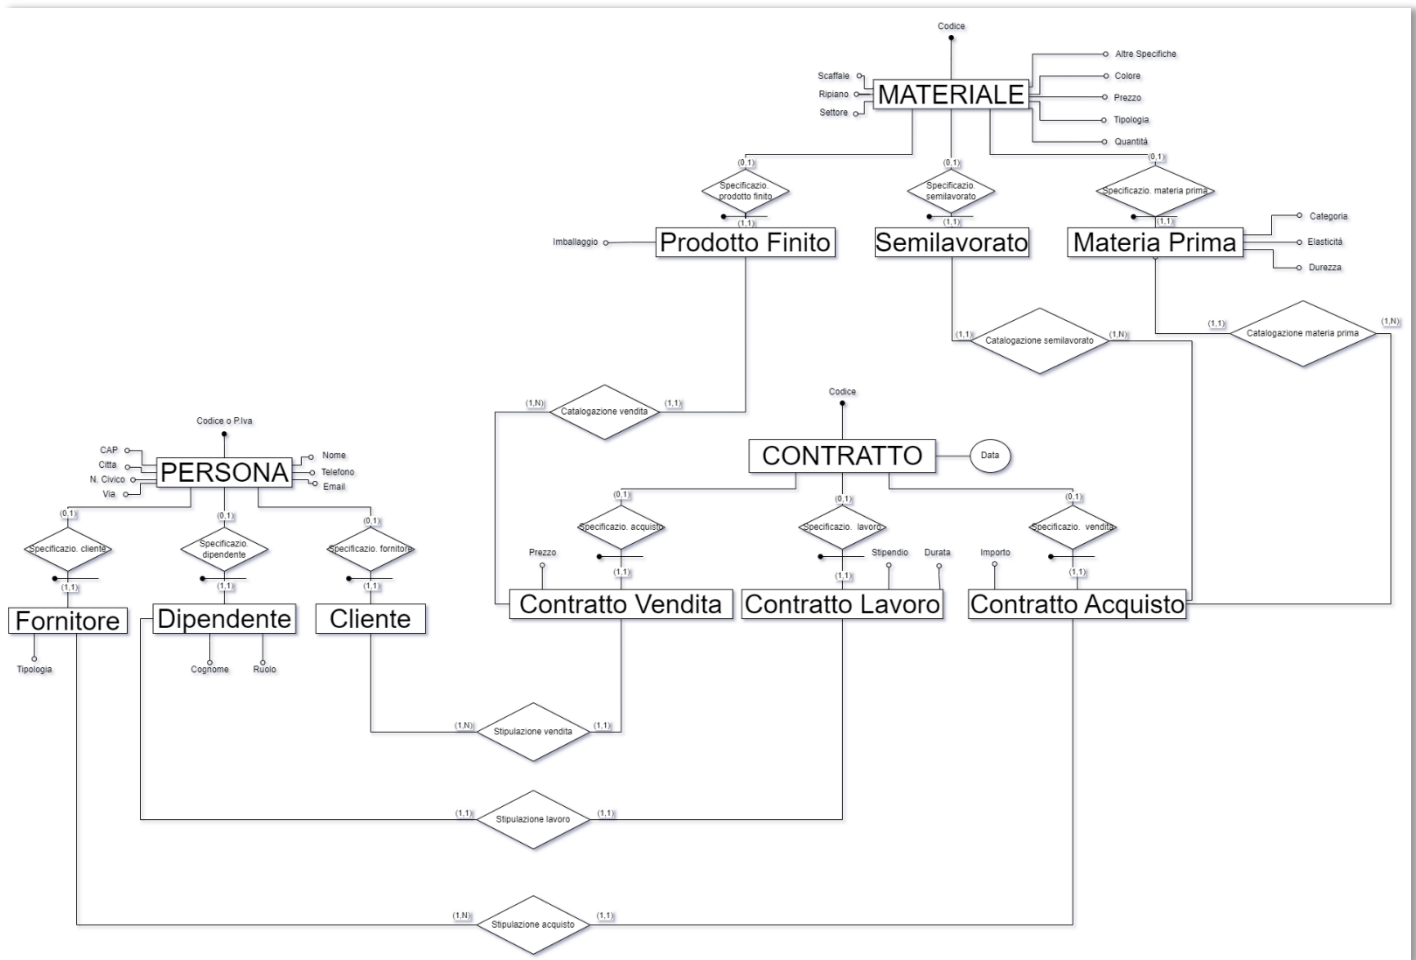 Codice
Altre Specifiche
Scaffale
Colore
MATERIALE
Ripiano
Prezzo
Settore
Tipologia
Quantità
(0,1)
(0,1)
(0,1)
Specificazio.
prodotto finito
Specificazio.
semilavorato
Specificazio. materia prima
(1,1)
(1,1)
(1,1)
Categoria
Imballaggio
Prodotto Finito
Semilavorato
Materia Prima
Elasticità
Durezza
(1,1)
Catalogazione semilavorato
(1,N)
(1,1)
Catalogazione materia prima
(1,N)
Codice
(1,N)
Catalogazione vendita
(1,1)
Codice o P.Iva
CAP
Citta
N. Civico
Via
PERSONA
Nome
Telefono
Email
CONTRATTO
Data
(0,1)
(0,1)
(0,1)
(0,1)
(0,1)
(0,1)
Specificazio. cliente
Specificazio.
dipendente
Specificazio. fornitore
Specificazio. acquisto
Specificazio. lavoro
Specificazio. vendita
Prezzo
Stipendio
Durata
Importo
(1,1)
(1,1)
(1,1)
(1,1)
(1,1)
(1,1)
Fornitore
Dipendente
Cliente
Contratto Vendita
Contratto Lavoro
Contratto Acquisto
Tipologia
Cognome
Ruolo
(1,N)
Stipulazione vendita
(1,1)
(1,1)
Stipulazione lavoro
(1,1)
(1,N)
Stipulazione acquisto
(1,1)